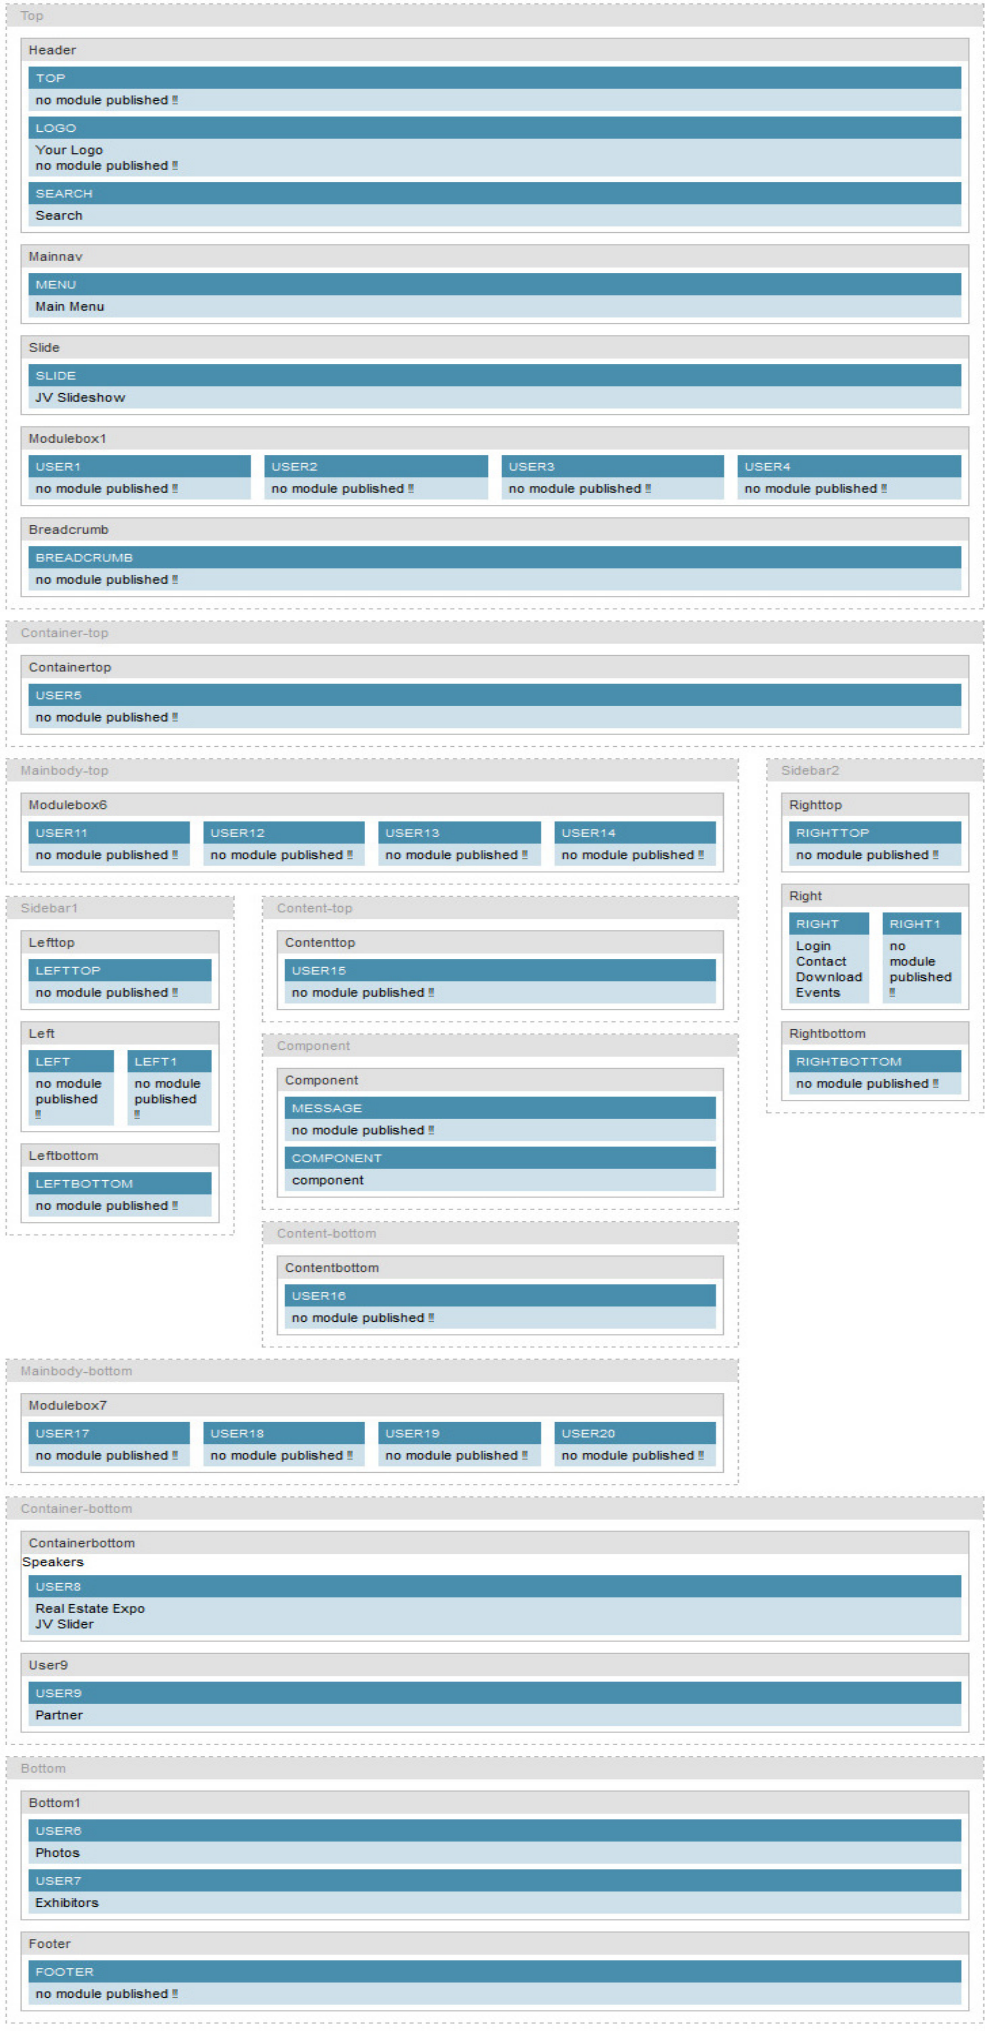 Top
Header
TOP
no module published !!
LOGO
Your Logo
no module published !!
SEARCH
Search
Mainnav
MENU
Main Menu
Slide
SLIDE
JV Slideshow
Modulebox1
USER1 USER2 USER3 USER4
no module published !! no module published !! no module published !! no module published !!
Breadcrumb
BREADCRUMB
no module published !!
Container-top
Containertop
USER5
no module published !!
Mainbody-top
Modulebox6
USER11 USER12 USER13 USER14
no module published !! no module published !! no module published !! no module published !!
Sidebar1
Lefttop
LEFTTOP
no module published !!
Left
LEFT
no module
published
!!
LEFT1
no module
published
!!
Leftbottom
LEFTBOTTOM
no module published !!
Content-top
Contenttop
USER15
no module published !!
Component
Component
MESSAGE
no module published !!
COMPONENT
component
Content-bottom
Contentbottom
USER16
no module published !!
Sidebar2
Righttop
RIGHTTOP
no module published !!
Right
RIGHT
Login
Contact
Download
Events
RIGHT1
no
module
published
!!
Rightbottom
RIGHTBOTTOM
no module published !!
Mainbody-bottom
Modulebox7
USER17 USER18 USER19 USER20
no module published !! no module published !! no module published !! no module published !!
Container-bottom
Containerbottom
Speakers
USER8
Real Estate Expo
JV Slider
User9
USER9
Partner
Bottom
Bottom1
USER6
Photos
USER7
Exhibitors
Footer
FOOTER
no module published !!